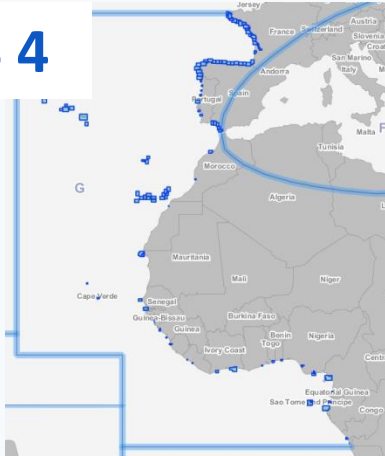 4
Jersey
Austria
France
Switzerland
Slovenia
Croat
San Marino
Italy
Andorra
Spain
Portugal
Malta
F
Tunisia
Morocco
Algeria
G
Mauritania
Mali
Niger
Cape Verde
Senegal
Guinea-Bissau
Burkina Faso
Guinea
Benin
Nigeria
Ivory Coast
Togo
Centr
Equatorial Guinea
Sao Tome and Principe
Congo